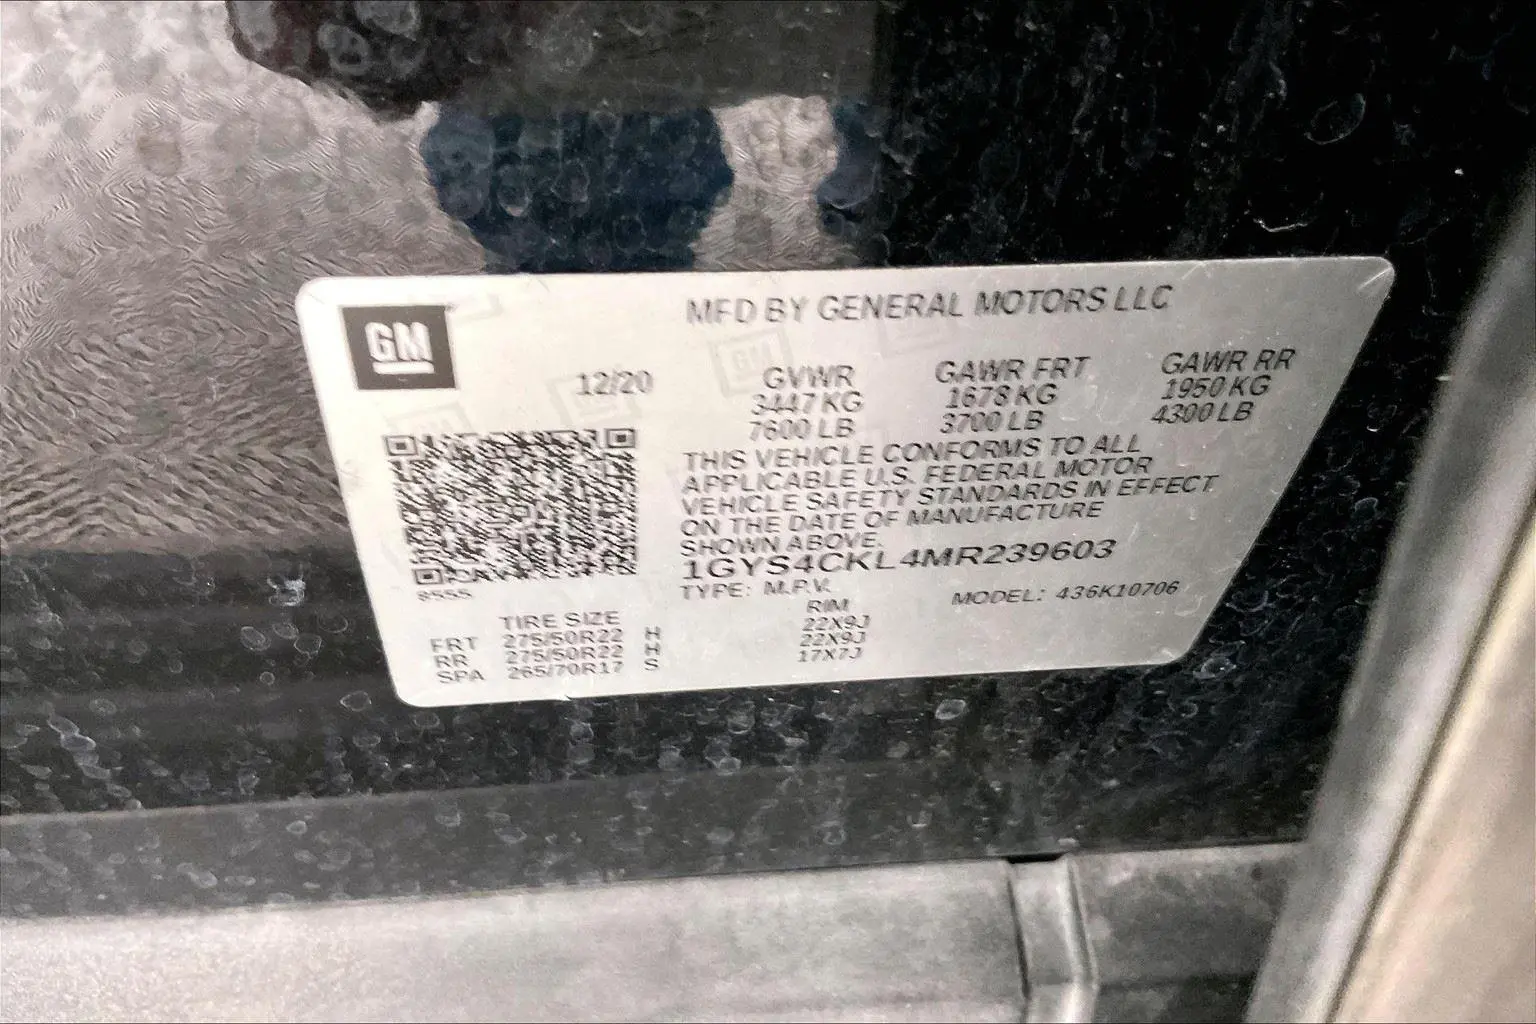 GM
MFD BY GENERAL MOTORS LLC
12/20
GVWR GAWR FRT GAWR RR
3447 KG 1678 KG 1950 KG
7600 LB 3700 LB 4300 LB
THIS VEHICLE CONFORMS TO ALL
APPLICABLE U.S. FEDERAL MOTOR
VEHICLE SAFETY STANDARDS IN EFFECT
ON THE DATE OF MANUFACTURE
SHOWN ABOVE.
1GYS4CKL4MR239603
TYPE: M.P.V. MODEL: 436K10706
TIRE SIZE RIM
FRT 275/50R22 H 22X9J
RR 275/50R22 H 22X9J
SPA 265/70R17 S 17X7J